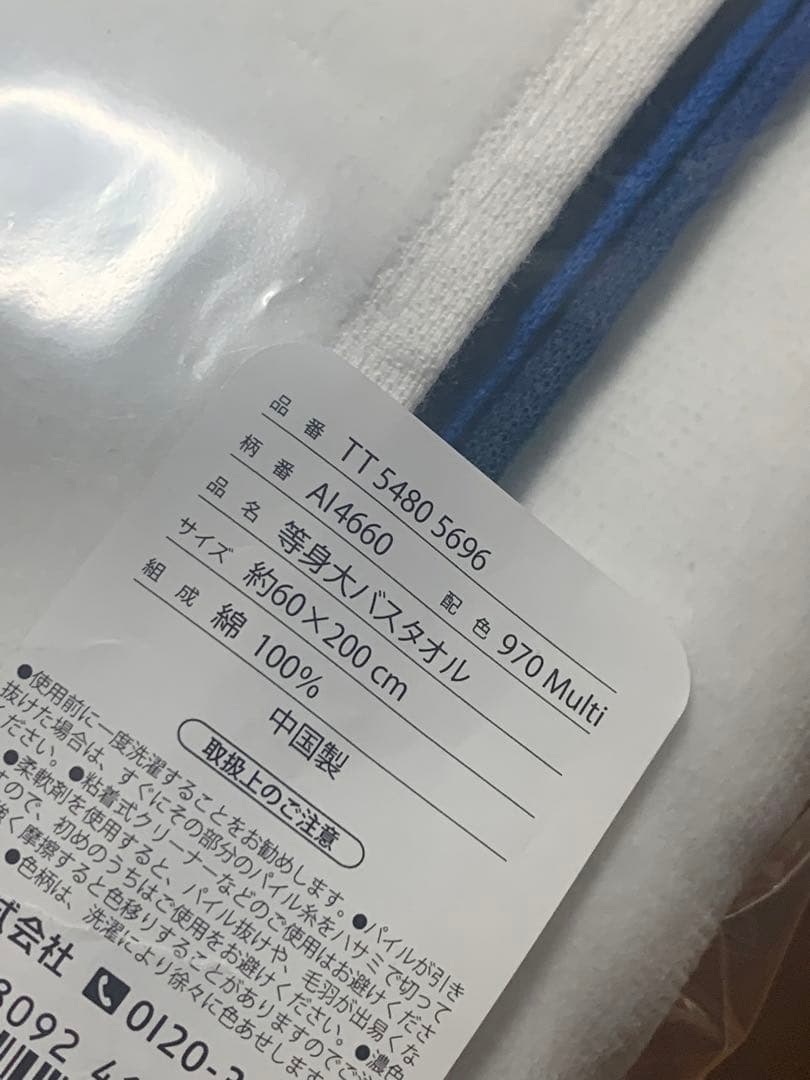 品番 TT 5480 5696
柄番 AI4660 配色 970 Multi
品名 等身大バスタオル
サイズ 約60×200 cm
組成 綿 100%
中国製
取扱上のご注意
●使用前に一度洗濯することをお勧めします。●パイルが引き
抜けた場合は、すぐにその部分のパイル糸をハサミで切って
ください。●粘着式クリーナーなどのご使用はお避けくださ
●柔軟剤を使用すると、パイル抜けや、毛羽が出易くな
ので、初めのうちはご使用をお避けください。●濃色
く摩擦すると色移りすることがありますのでご
●色柄は、洗濯により徐々に色あせします
式会社 0120-3
8092 4